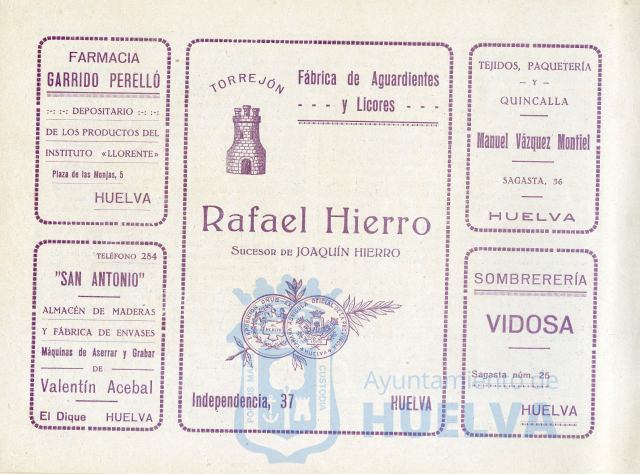 FARMACIA
GARRIDO PERELLÓ
DEPOSITARIO
DE LOS PRODUCTOS DEL
INSTITUTO «LLORENTE»
Plaza de las Monjas, 5
HUELVA
TELÉFONO 284
"SAN ANTONIO"
ALMACÉN DE MADERAS
Y FÁBRICA DE ENVASES
Máquinas de Aserrar y Grabar
DE
Valentín Acebal
El Dique HUELVA
TORREJÓN
Fábrica de Aguardientes
- - - y Licores - - -
Rafael Hierro
SUCESOR DE JOAQUÍN HIERRO
Independencia, 37 HUELVA
TEJIDOS, PAQUETERÍA
- Y -
QUINCALLA
Manuel Vázquez Montiel
SAGASTA, 36
HUELVA
SOMBRERERÍA
VIDOSA
Sagasta núm. 25
HUELVA
Ayuntamiento de
HUELVA